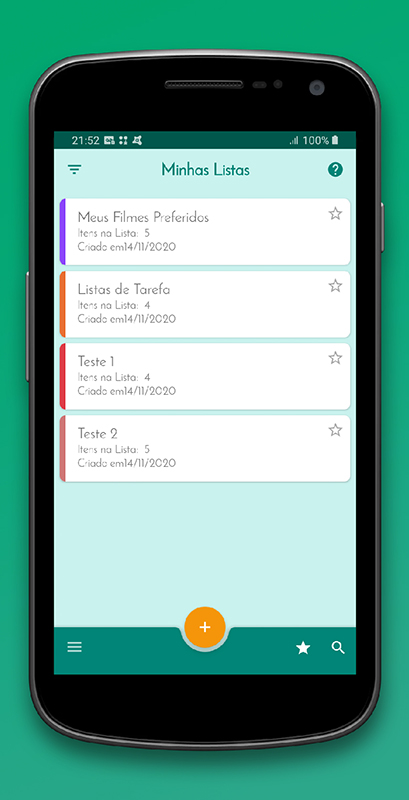 21:52 100%
Minhas Listas
Meus Filmes Preferidos
Itens na Lista: 5
Criado em14/11/2020
Listas de Tarefa
Itens na Lista: 4
Criado em14/11/2020
Teste 1
Itens na Lista: 4
Criado em14/11/2020
Teste 2
Itens na Lista: 5
Criado em14/11/2020